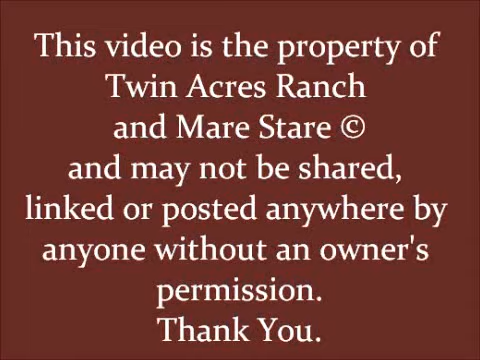 This video is the property of
Twin Acres Ranch
and Mare Stare ©
and may not be shared,
linked or posted anywhere by
anyone without an owner's
permission.
Thank You.